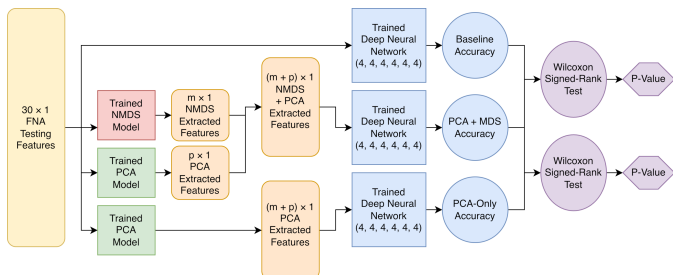 30 × 1
FNA
Testing
Features
Trained
NMDS
Model
m × 1
NMDS
Extracted
Features
Trained
PCA
Model
p × 1
PCA
Extracted
Features
Trained
PCA
Model
(m + p) × 1
NMDS
+ PCA
Extracted
Features
(m + p) × 1
PCA
Extracted
Features
Trained
Deep Neural
Network
(4, 4, 4, 4, 4, 4)
Baseline
Accuracy
Trained
Deep Neural
Network
(4, 4, 4, 4, 4, 4)
PCA + MDS
Accuracy
Trained
Deep Neural
Network
(4, 4, 4, 4, 4, 4)
PCA-Only
Accuracy
Wilcoxon
Signed-Rank
Test
P-Value
Wilcoxon
Signed-Rank
Test
P-Value